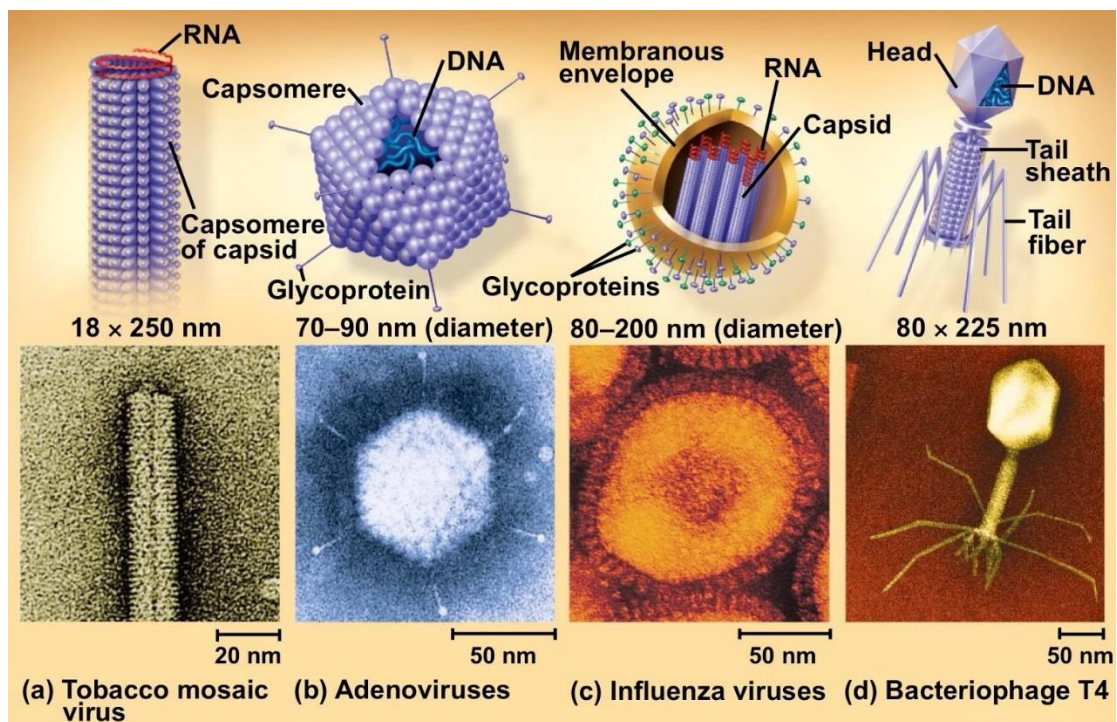 RNA
Capsomere
of capsid
18 × 250 nm
20 nm
(a) Tobacco mosaic
virus
Capsomere
DNA
Glycoprotein
70–90 nm (diameter)
50 nm
(b) Adenoviruses
Membranous
envelope
RNA
Capsid
Glycoproteins
80–200 nm (diameter)
50 nm
(c) Influenza viruses
Head
DNA
Tail
sheath
Tail
fiber
80 × 225 nm
50 nm
(d) Bacteriophage T4